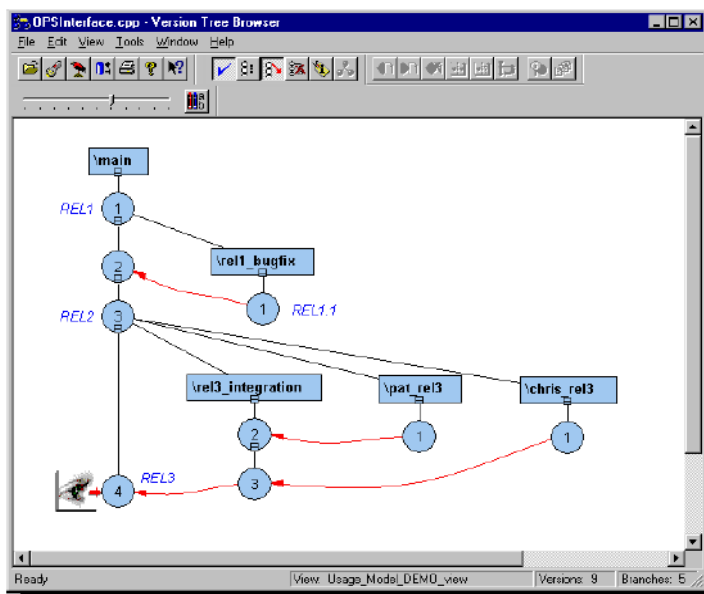 OPSInterface.cpp - Version Tree Browser
File Edit View Tools Window Help
\main
REL1 1
\rel1_bugfix
2
1 REL1.1
REL2 3
\rel3_integration \pat_rel3 \chris_rel3
2 1 1
REL3
4 3
Ready View: Usage_Model_DEMO_view Versions: 9 Branches: 5